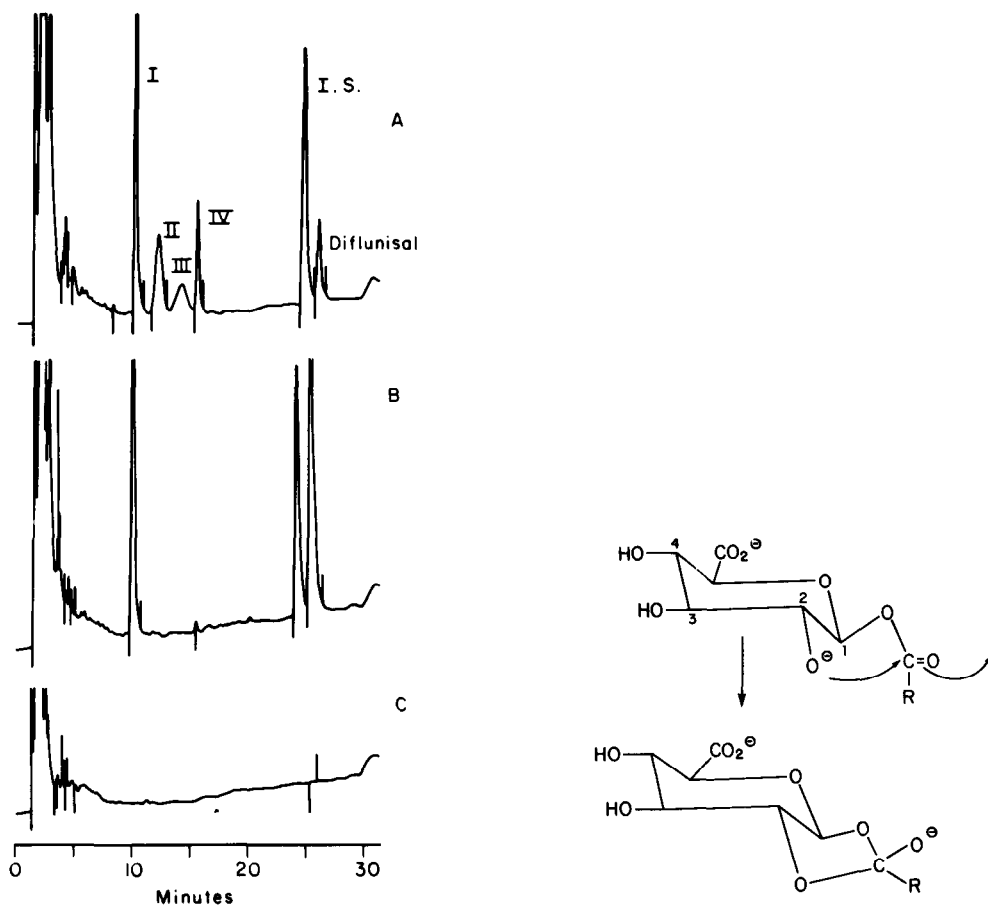 I
I.S.
A
II
IV
III
Diflunisal
B
C
0 10 20 30
Minutes
4
HO
CO₂⊖
O
2
HO
3
O
1
O⊖
C=O
R
HO
CO₂⊖
O
HO
O
O⊖
C
O
R